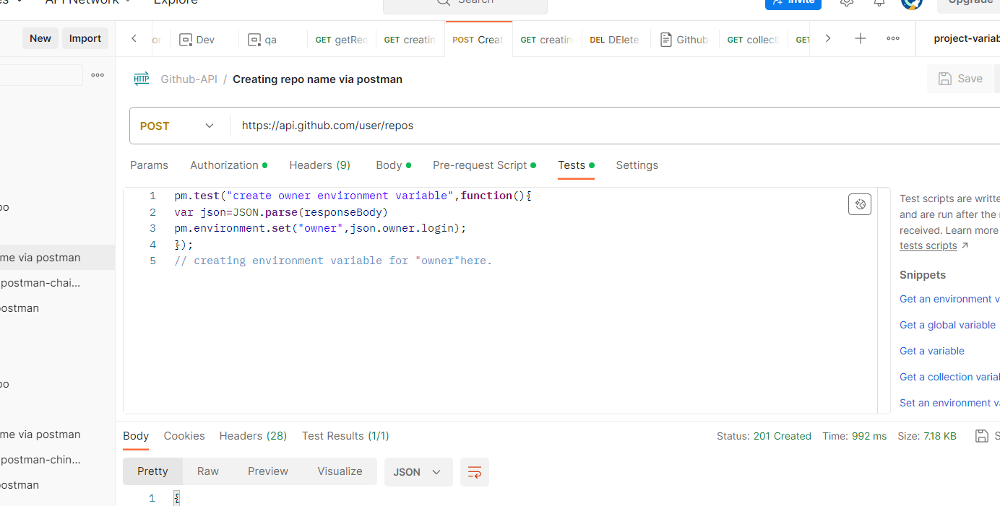 API Network
Explore
Search
Invite
Upgrade
New
Import
Dev
qa
GET getRec
GET creatin
POST Creat
GET creatin
DEL DElete
Github-
GET collect
GET
project-variab
Github-API / Creating repo name via postman
Save
POST
https://api.github.com/user/repos
Params
Authorization
Headers (9)
Body
Pre-request Script
Tests
Settings
1 pm.test("create owner environment variable",function(){
2 var json=JSON.parse(responseBody)
3 pm.environment.set("owner",json.owner.login);
4 });
5 // creating environment variable for "owner"here.
Test scripts are writte
and are run after the
received. Learn more
tests scripts ↗
Snippets
Get an environment v
Get a global variable
Get a variable
Get a collection varial
Set an environment va
po
me via postman
postman-chai...
postman
po
me via postman
postman-chin...
postman
Body
Cookies
Headers (28)
Test Results (1/1)
Status: 201 Created
Time: 992 ms
Size: 7.18 KB
S
Pretty
Raw
Preview
Visualize
JSON
1 {